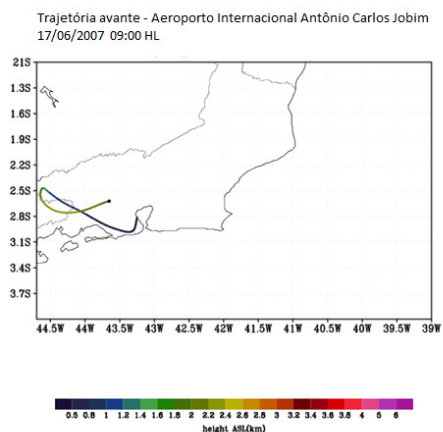 Trajetória avante - Aeroporto Internacional Antônio Carlos Jobim
17/06/2007 09:00 HL
21S
1.3S
1.6S
1.9S
2.2S
2.5S
2.8S
3.1S
3.4S
3.7S
44.5W 44W 43.5W 43W 42.5W 42W 41.5W 41W 40.5W 40W 39.5W 39W
0.5 0.8 1 1.2 1.4 1.6 1.8 2 2.2 2.4 2.6 2.8 3 3.2 3.4 3.6 3.8 4 5 6
height ASL(km)